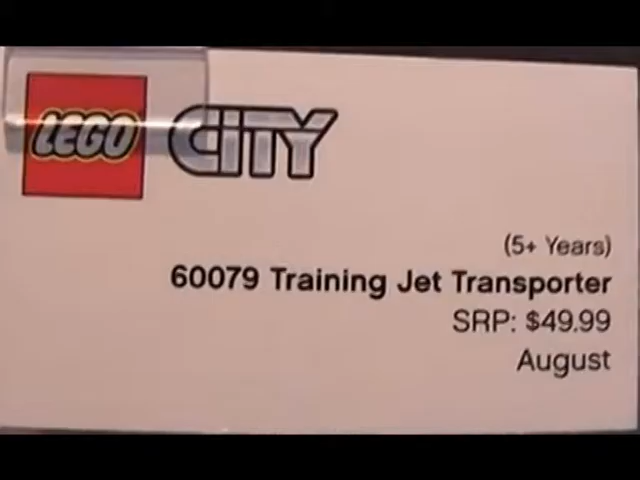 LEGO CITY
(5+ Years)
60079 Training Jet Transporter
SRP: $49.99
August